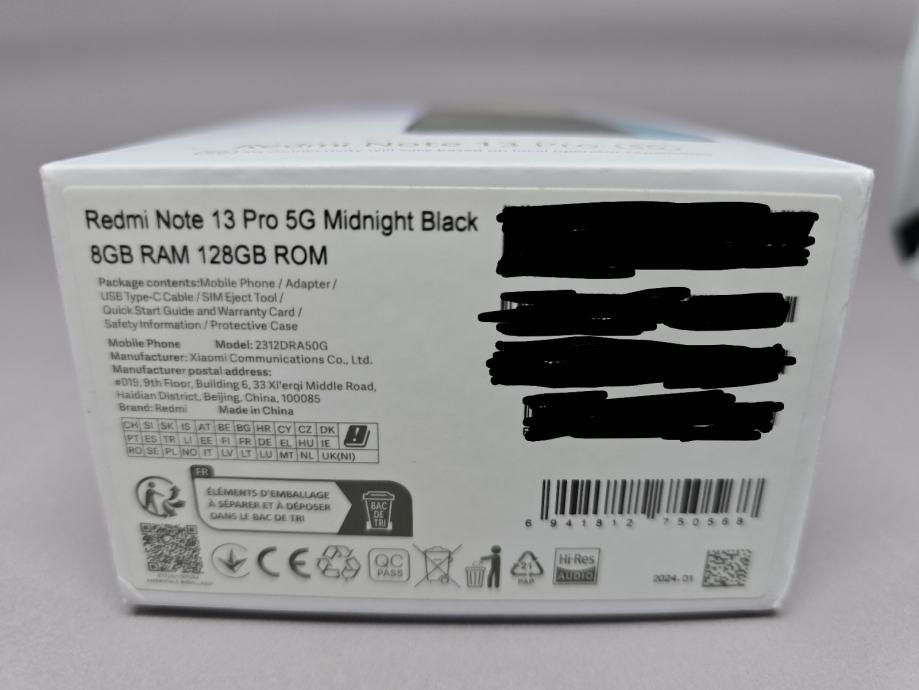 Redmi Note 13 Pro (5G)
Redmi Note 13 Pro 5G Midnight Black
8GB RAM 128GB ROM
Package contents:Mobile Phone / Adapter /
USB Type-C Cable / SIM Eject Tool /
Quick Start Guide and Warranty Card /
Safety Information / Protective Case
Mobile Phone Model: 2312DRA50G
Manufacturer: Xiaomi Communications Co., Ltd.
Manufacturer postal address:
#019, 9th Floor, Building 6, 33 Xi'erqi Middle Road,
Haidian District, Beijing, China, 100085
Brand: Redmi Made in China
CH SI SK IS AT BE BG HR CY CZ DK
PT ES TR LI EE FI FR DE EL HU IE
RO SE PL NO IT LV LT LU MT NL UK(NI)
FR
ÉLÉMENTS D'EMBALLAGE
À SÉPARER ET À DÉPOSER
DANS LE BAC DE TRI
BAC
DE
TRI
6 941812 750568
CE
QC
PASS
21
PAP
Hi-Res
AUDIO
2024.01